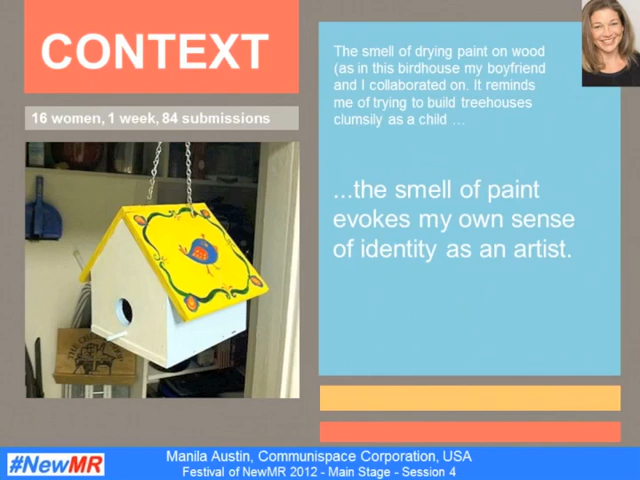 CONTEXT
16 women, 1 week, 84 submissions
The smell of drying paint on wood
(as in this birdhouse my boyfriend
and I collaborated on. It reminds
me of trying to build treehouses
clumsily as a child …
...the smell of paint
evokes my own sense
of identity as an artist.
#NewMR
Manila Austin, Communispace Corporation, USA
Festival of NewMR 2012 - Main Stage - Session 4